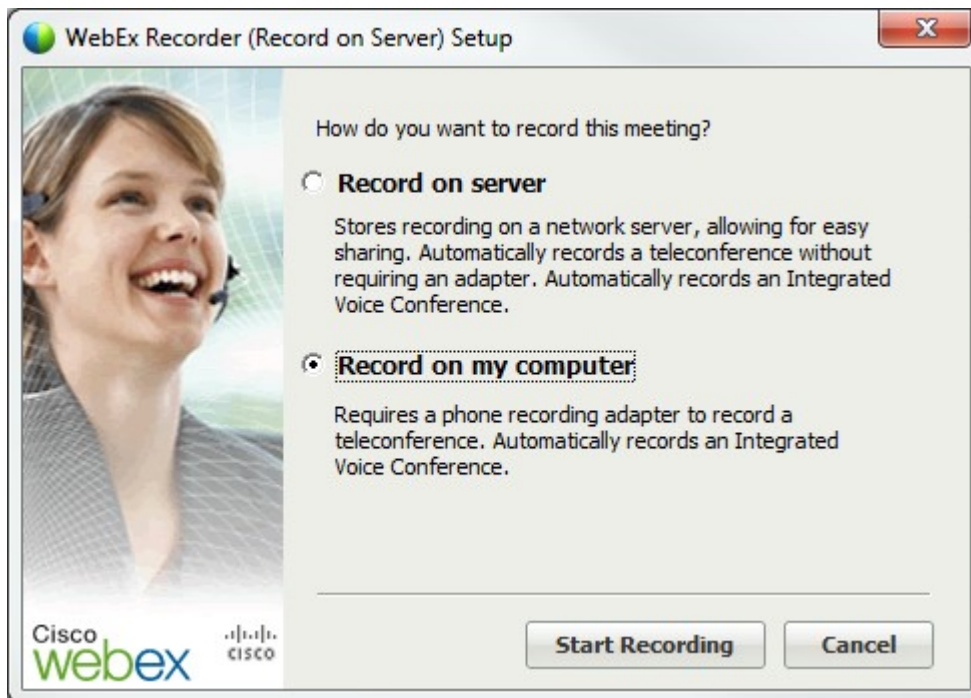 WebEx Recorder (Record on Server) Setup
How do you want to record this meeting?
Record on server
Stores recording on a network server, allowing for easy
sharing. Automatically records a teleconference without
requiring an adapter. Automatically records an Integrated
Voice Conference.
Record on my computer
Requires a phone recording adapter to record a
teleconference. Automatically records an Integrated
Voice Conference.
Cisco
webex
cisco
Start Recording
Cancel